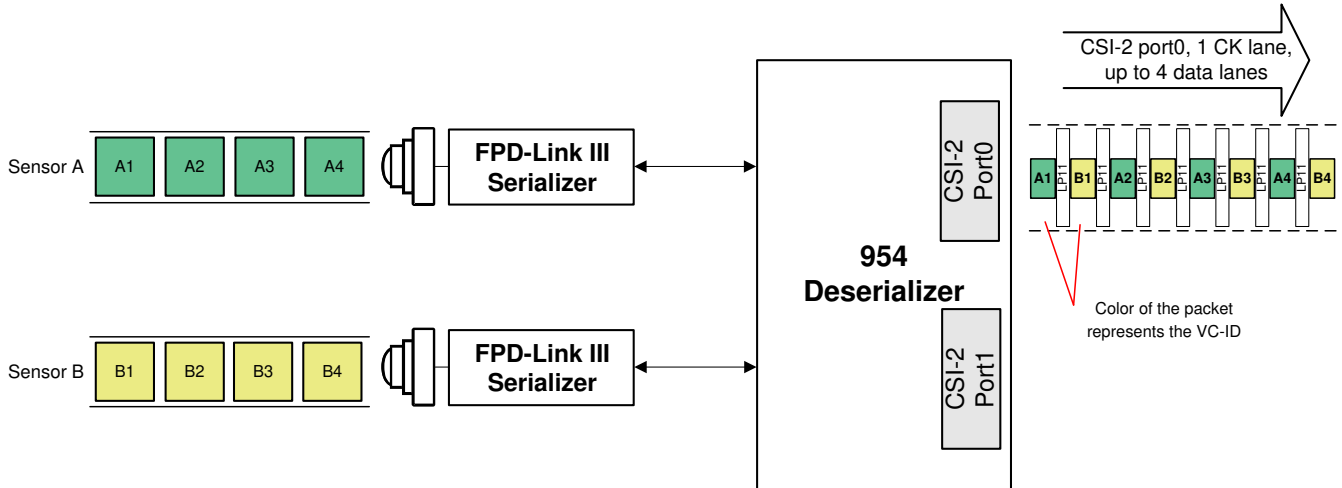 CSI-2 port0, 1 CK lane,
up to 4 data lanes
Sensor A
A1 A2 A3 A4
FPD-Link III
Serializer
CSI-2
Port0
A1 LP11 B1 LP11 A2 LP11 B2 LP11 A3 LP11 B3 LP11 A4 LP11 B4
954
Deserializer
Color of the packet
represents the VC-ID
Sensor B
B1 B2 B3 B4
FPD-Link III
Serializer
CSI-2
Port1